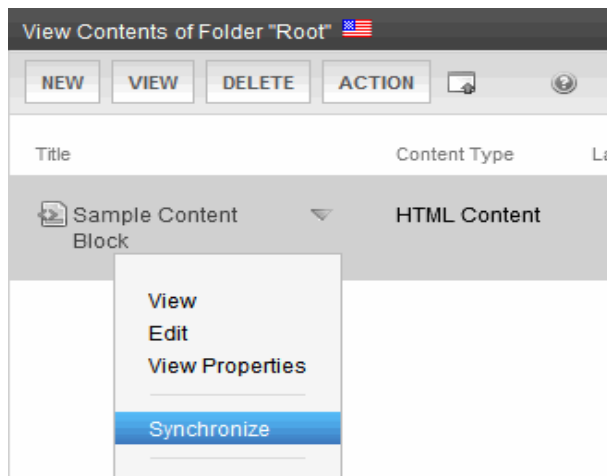 View Contents of Folder "Root"
NEW VIEW DELETE ACTION
Title Content Type
Sample Content HTML Content
Block
View
Edit
View Properties
Synchronize